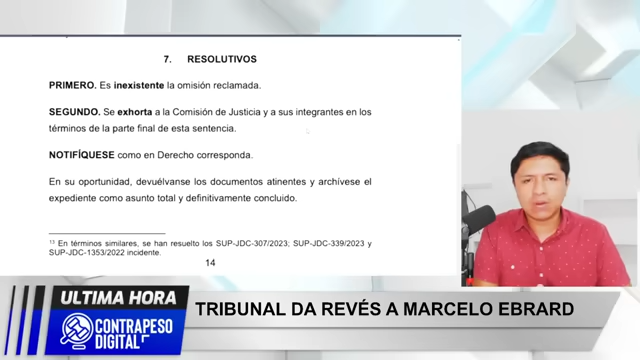 7. RESOLUTIVOS
PRIMERO. Es inexistente la omisión reclamada.
SEGUNDO. Se exhorta a la Comisión de Justicia y a sus integrantes en los
términos de la parte final de esta sentencia.
NOTIFÍQUESE como en Derecho corresponda.
En su oportunidad, devuélvanse los documentos atinentes y archívese el
expediente como asunto total y definitivamente concluido.
13 En términos similares, se han resuelto los SUP-JDC-307/2023; SUP-JDC-339/2023 y
SUP-JDC-1353/2022 incidente.
14
ULTIMA HORA
TRIBUNAL DA REVÉS A MARCELO EBRARD
CONTRAPESO
DIGITAL